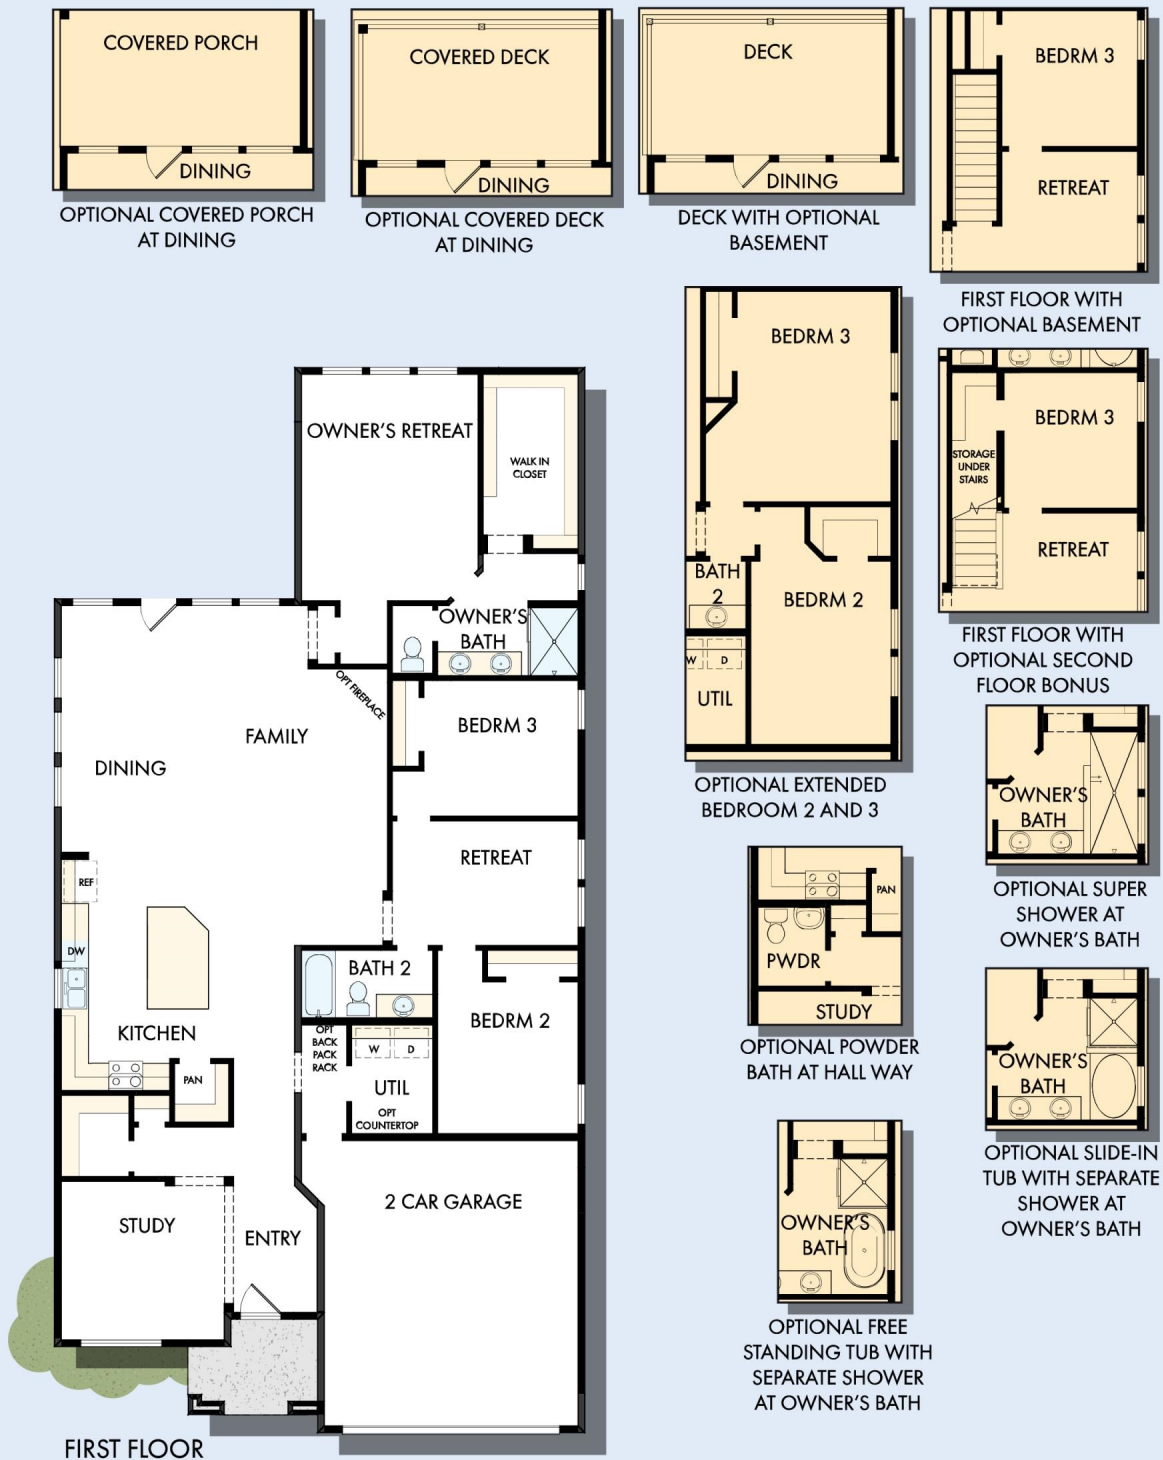 COVERED PORCH
DINING
OPTIONAL COVERED PORCH
AT DINING
COVERED DECK
DINING
OPTIONAL COVERED DECK
AT DINING
DECK
DINING
DECK WITH OPTIONAL
BASEMENT
BEDRM 3
RETREAT
FIRST FLOOR WITH
OPTIONAL BASEMENT
BEDRM 3
BATH
2
BEDRM 2
W D
UTIL
OPTIONAL EXTENDED
BEDROOM 2 AND 3
BEDRM 3
STORAGE
UNDER
STAIRS
RETREAT
FIRST FLOOR WITH
OPTIONAL SECOND
FLOOR BONUS
OWNER'S RETREAT
WALK IN
CLOSET
OWNER'S
BATH
OPT FIREPLACE
BEDRM 3
FAMILY
DINING
RETREAT
REF
DW
BATH 2
KITCHEN
BEDRM 2
OPT
BACK
PACK
RACK
W D
UTIL
OPT
COUNTERTOP
PAN
STUDY
ENTRY
2 CAR GARAGE
FIRST FLOOR
OWNER'S
BATH
OPTIONAL SUPER
SHOWER AT
OWNER'S BATH
PAN
PWDR
STUDY
OPTIONAL POWDER
BATH AT HALL WAY
OWNER'S
BATH
OPTIONAL SLIDE-IN
TUB WITH SEPARATE
SHOWER AT
OWNER'S BATH
OWNER'S
BATH
OPTIONAL FREE
STANDING TUB WITH
SEPARATE SHOWER
AT OWNER'S BATH